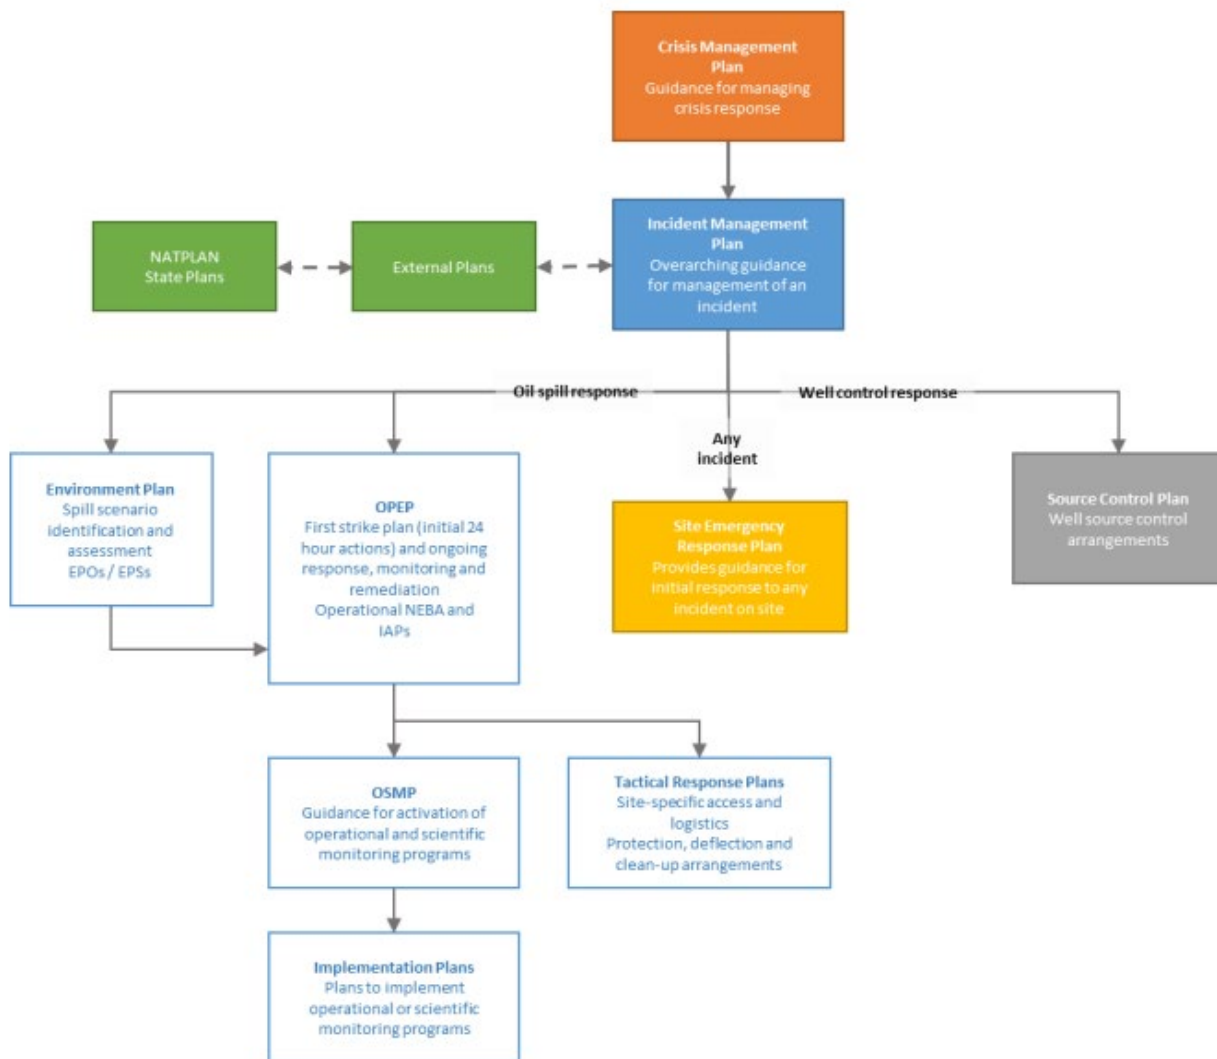 Crisis Management
Plan
Guidance for managing
crisis response
Incident Management
Plan
Overarching guidance
for management of an
incident
NATPLAN
State Plans
External Plans
Oil spill response
Well control response
Any
incident
Environment Plan
Spill scenario
identification and
assessment
EPOs / EPSs
OPEP
First strike plan (initial 24
hour actions) and ongoing
response, monitoring and
remediation
Operational NEBA and
IAPs
Site Emergency
Response Plan
Provides guidance for
initial response to any
incident on site
Source Control Plan
Well source control
arrangements
OSMP
Guidance for activation of
operational and scientific
monitoring programs
Tactical Response Plans
Site-specific access and
logistics
Protection, deflection and
clean-up arrangements
Implementation Plans
Plans to implement
operational or scientific
monitoring programs